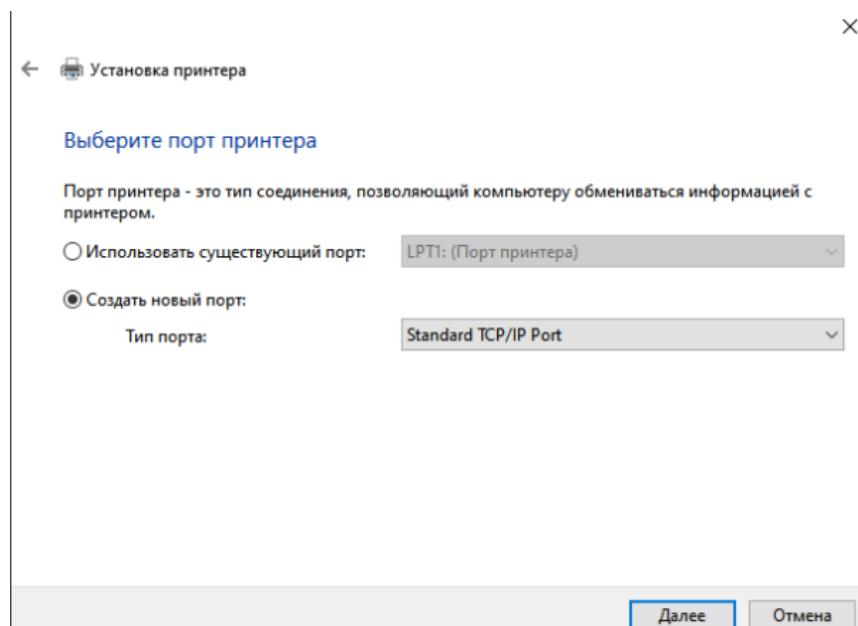 Установка принтера
Выберите порт принтера
Порт принтера - это тип соединения, позволяющий компьютеру обмениваться информацией с
принтером.
Использовать существующий порт: LPT1: (Порт принтера)
Создать новый порт:
Тип порта: Standard TCP/IP Port
Далее Отмена